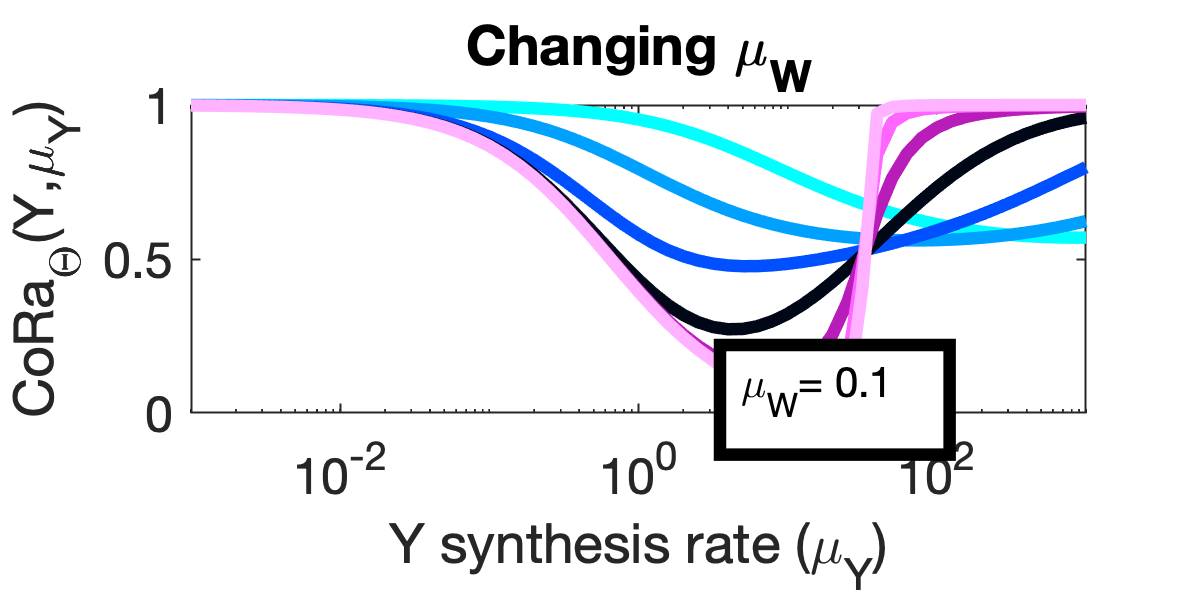 Changing μW
CoRaΘ(Y,μY)
1
0.5
0
μW= 0.1
10-2
100
102
Y synthesis rate (μY)